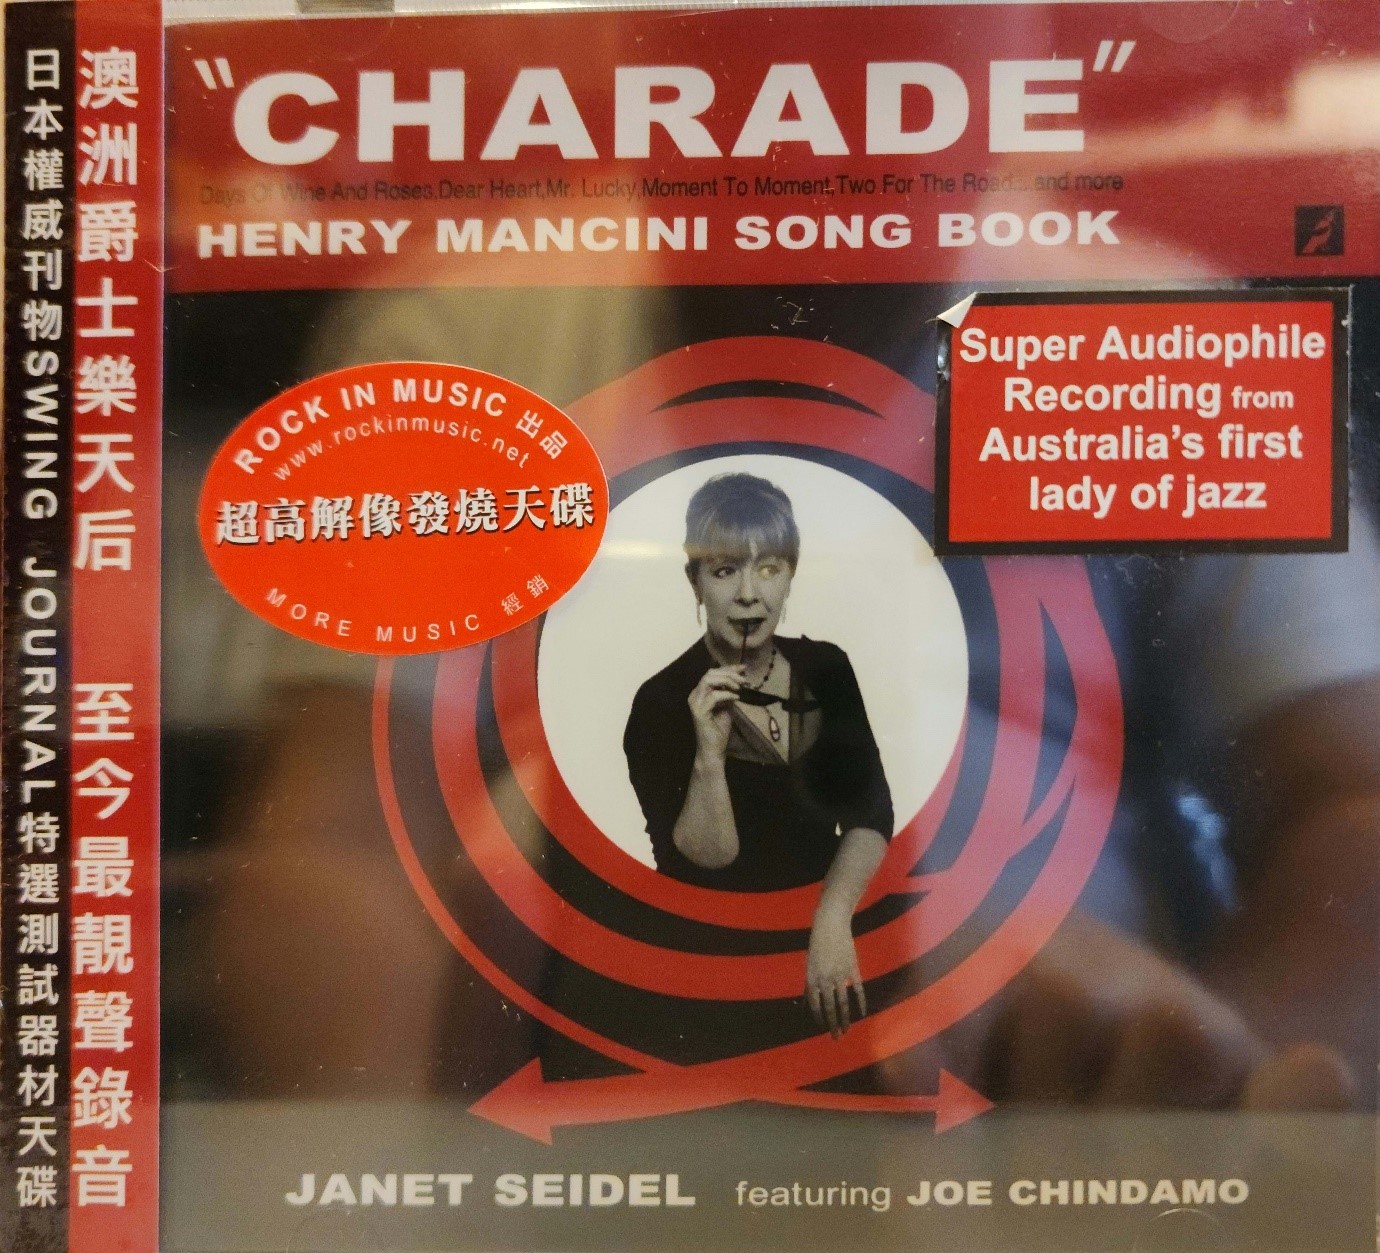 日本權威刊物SWING JOURNAL特選測試器材天碟
澳洲爵士樂天后 至今最靚聲錄音
"CHARADE"
Days Of Wine And Roses,Dear Heart,Mr. Lucky,Moment To Moment,Two For The Road...and more
HENRY MANCINI SONG BOOK
Super Audiophile
Recording from
Australia's first
lady of jazz
ROCK IN MUSIC 出品
www.rockinmusic.net
超高解像發燒天碟
MORE MUSIC 經銷
JANET SEIDEL featuring JOE CHINDAMO